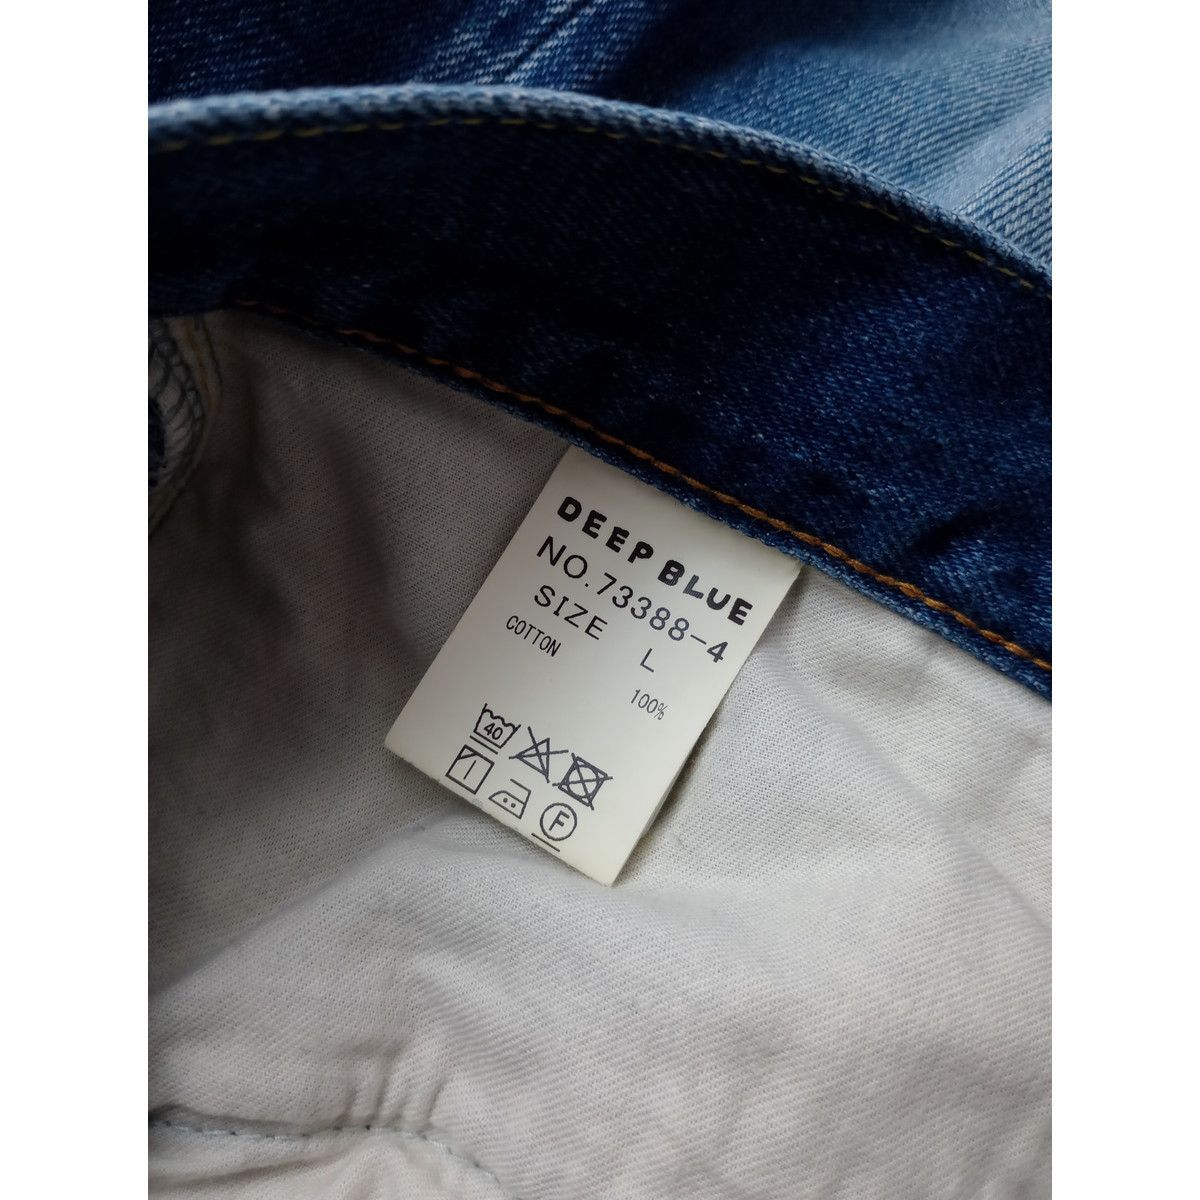 DEEP BLUE
NO.73388-4
SIZE L
COTTON 100%
40
F